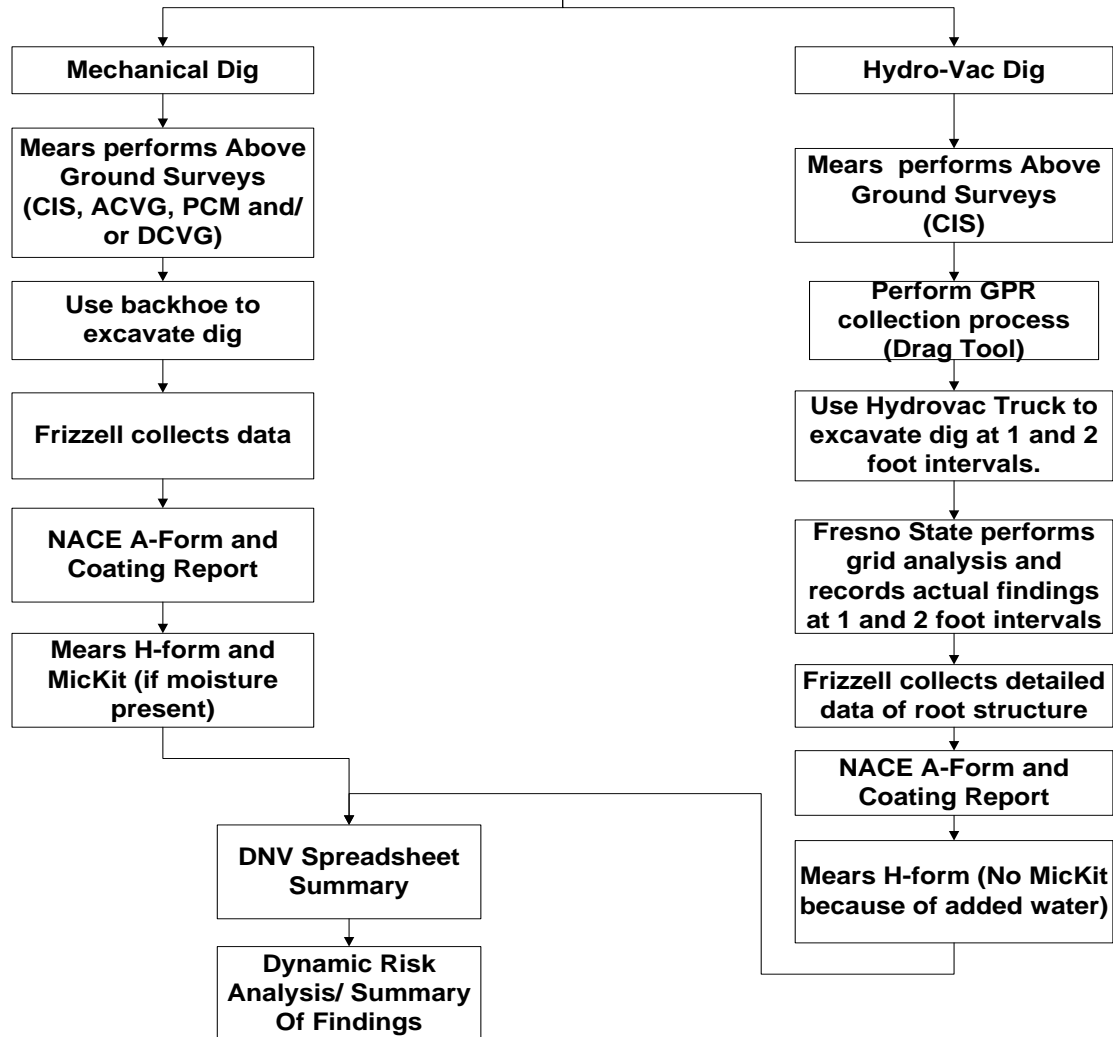 Mechanical Dig
Mears performs Above
Ground Surveys
(CIS, ACVG, PCM and/
or DCVG)
Use backhoe to
excavate dig
Frizzell collects data
NACE A-Form and
Coating Report
Mears H-form and
MicKit (if moisture
present)
Hydro-Vac Dig
Mears performs Above
Ground Surveys
(CIS)
Perform GPR
collection process
(Drag Tool)
Use Hydrovac Truck to
excavate dig at 1 and 2
foot intervals.
Fresno State performs
grid analysis and
records actual findings
at 1 and 2 foot intervals
Frizzell collects detailed
data of root structure
NACE A-Form and
Coating Report
Mears H-form (No MicKit
because of added water)
DNV Spreadsheet
Summary
Dynamic Risk
Analysis/ Summary
Of Findings